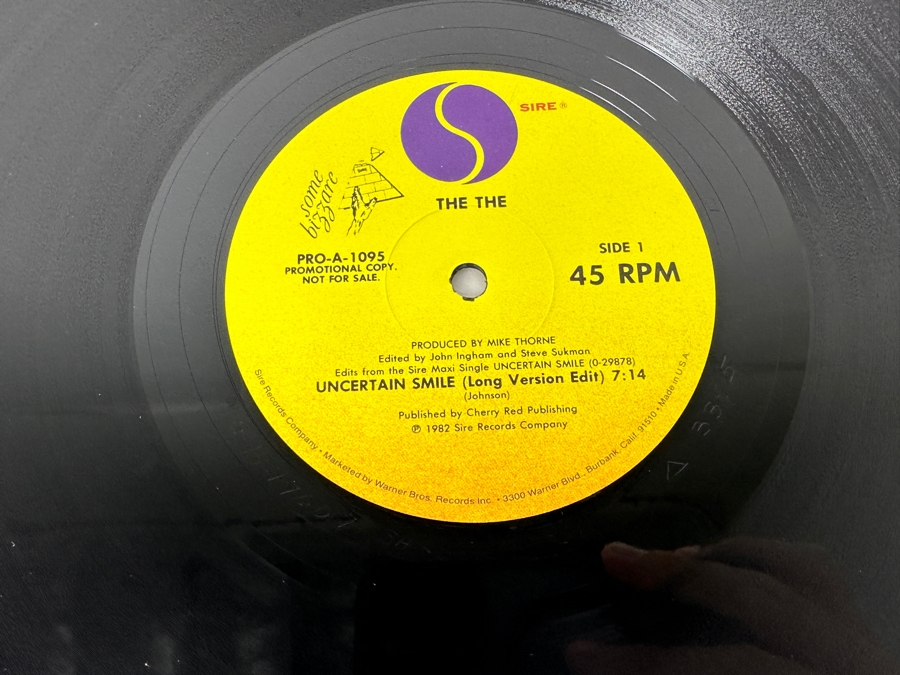 SIRE ®
some
bizzare
THE THE
PRO-A-1095
PROMOTIONAL COPY.
NOT FOR SALE.
SIDE 1
45 RPM
PRODUCED BY MIKE THORNE
Edited by John Ingham and Steve Sukman
Edits from the Sire Maxi Single UNCERTAIN SMILE (0-29878)
UNCERTAIN SMILE (Long Version Edit) 7:14
(Johnson)
Published by Cherry Red Publishing
℗ 1982 Sire Records Company
Sire Records Company • Marketed by Warner Bros. Records Inc. • 3300 Warner Blvd., Burbank, Calif. 91510 • Made in U.S.A.